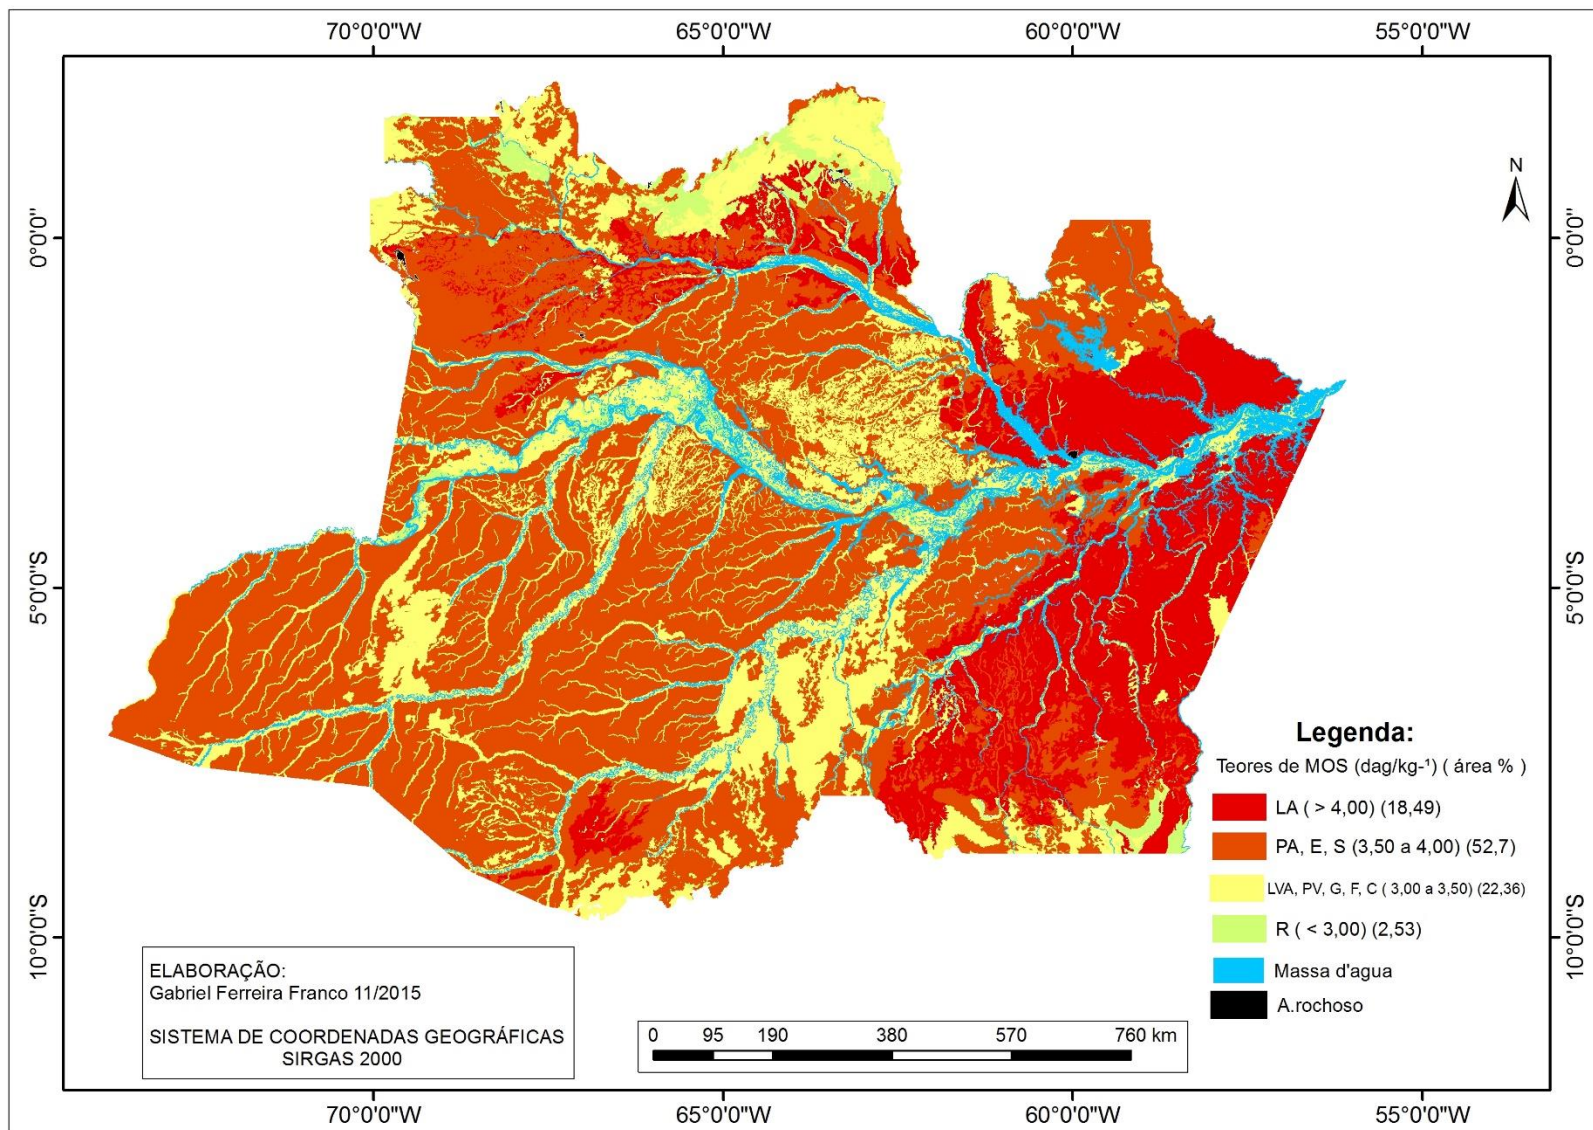 70°0'0"W 65°0'0"W 60°0'0"W 55°0'0"W
N
0°0'0" 0°0'0"
5°0'0"S 5°0'0"S
10°0'0"S 10°0'0"S
Legenda:
Teores de MOS (dag/kg-¹) ( área % )
LA ( > 4,00) (18,49)
PA, E, S (3,50 a 4,00) (52,7)
LVA, PV, G, F, C ( 3,00 a 3,50) (22,36)
R ( < 3,00) (2,53)
Massa d'agua
A.rochoso
ELABORAÇÃO:
Gabriel Ferreira Franco 11/2015
SISTEMA DE COORDENADAS GEOGRÁFICAS
SIRGAS 2000
0 95 190 380 570 760 km
70°0'0"W 65°0'0"W 60°0'0"W 55°0'0"W